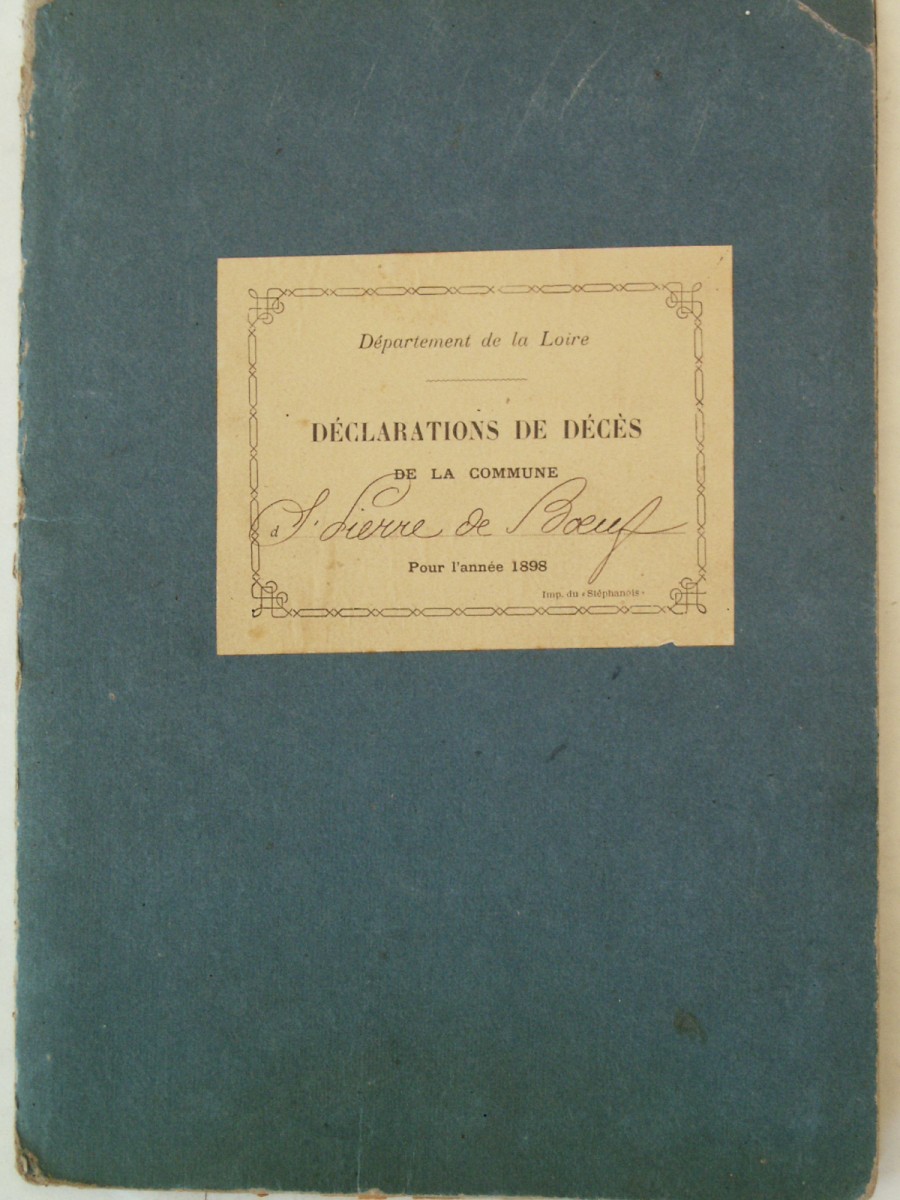 Département de la Loire
DÉCLARATIONS DE DÉCÈS
DE LA COMMUNE
d St Pierre de Bœuf
Pour l'année 1898
Imp. du « Stéphanois »